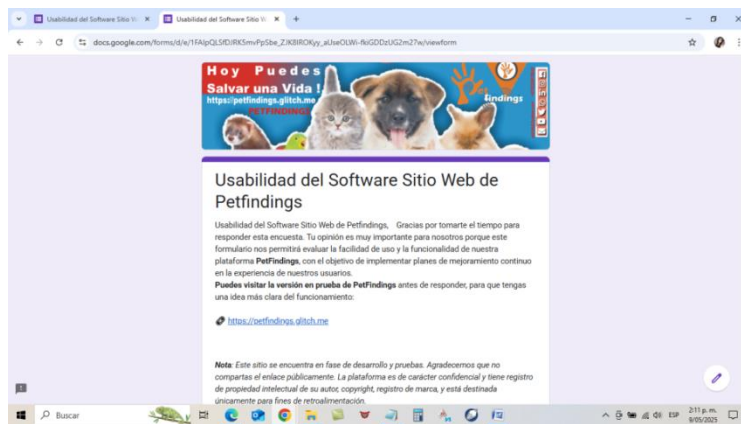 Usabilidad del Software Sitio W
Usabilidad del Software Sitio W
docs.google.com/forms/d/e/
viewform
Hoy Puedes
Salvar una Vida !
https://petfindings.glitch.me
PETFINDINGS
indings
Usabilidad del Software Sitio Web de
Petfindings
Usabilidad del Software Sitio Web de Petfindings, Gracias por tomarte el tiempo para
responder esta encuesta. Tu opinión es muy importante para nosotros porque este
formulario nos permitirá evaluar la facilidad de uso y la funcionalidad de nuestra
plataforma PetFindings, con el objetivo de implementar planes de mejoramiento continuo
en la experiencia de nuestros usuarios.
Puedes visitar la versión en prueba de PetFindings antes de responder, para que tengas
una idea más clara del funcionamiento:
https://petfindings.glitch.me
Nota: Este sitio se encuentra en fase de desarrollo y pruebas. Agradecemos que no
compartas el enlace públicamente. La plataforma es de carácter confidencial y tiene registro
de propiedad intelectual de su autor, copyright, registro de marca, y está destinada
únicamente para fines de retroalimentación.
Buscar
ESP
2:11 p. m.
9/05/2025